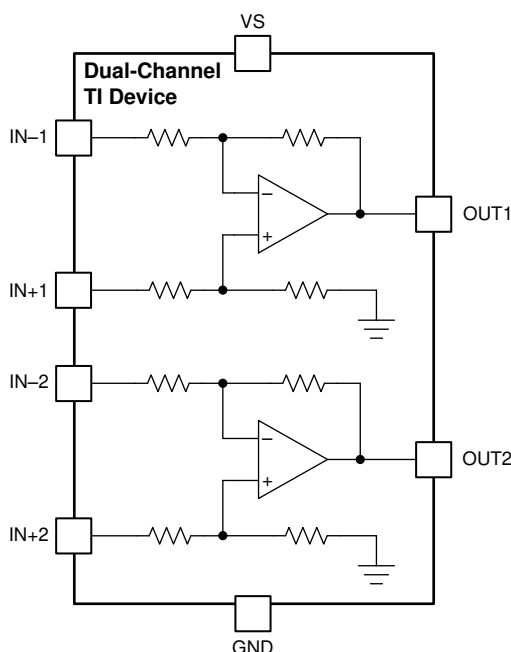 VS
Dual-Channel
TI Device
IN–1
−
OUT1
+
IN+1
IN–2
−
OUT2
+
IN+2
GND